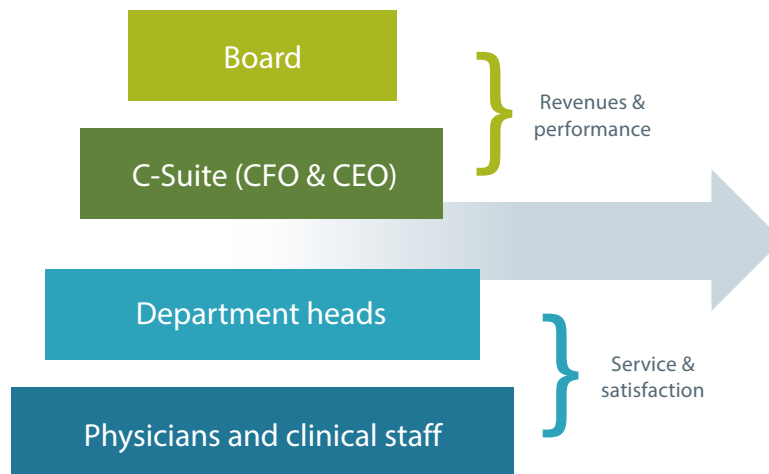 Board
Revenues &
performance
C-Suite (CFO & CEO)
Department heads
Service &
satisfaction
Physicians and clinical staff